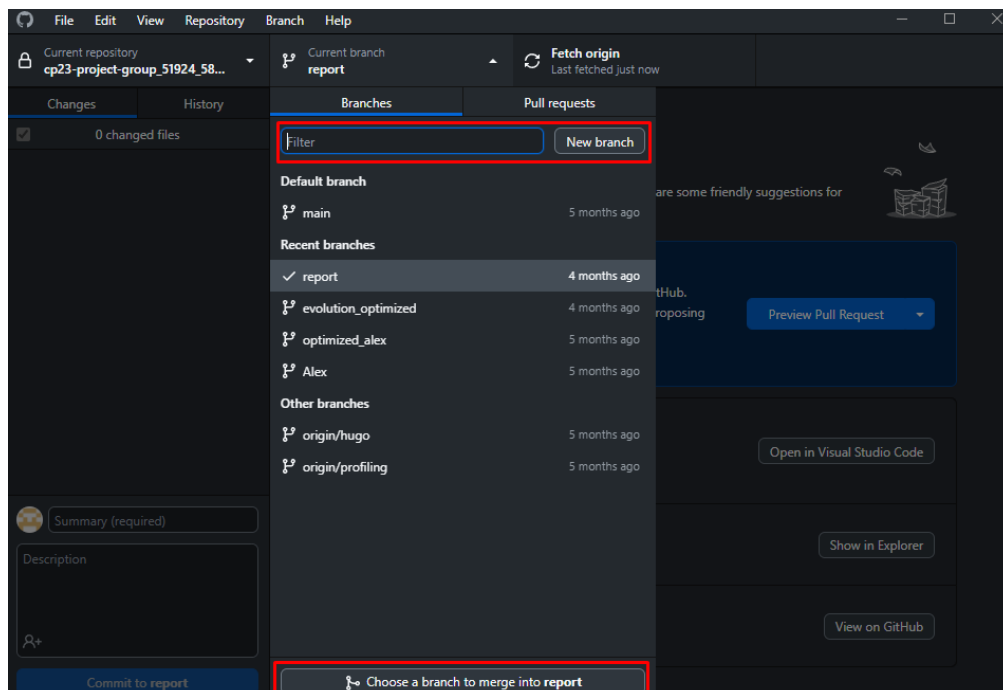 File Edit View Repository Branch Help
Current repository
cp23-project-group_51924_58...
Current branch
report
Fetch origin
Last fetched just now
Changes History
Branches Pull requests
0 changed files
Filter New branch
Default branch
main 5 months ago
are some friendly suggestions for
Recent branches
report 4 months ago
tHub.
evolution_optimized 4 months ago
roposing
Preview Pull Request
optimized_alex 5 months ago
Alex 5 months ago
Other branches
origin/hugo 5 months ago
Open in Visual Studio Code
origin/profiling 5 months ago
Summary (required)
Show in Explorer
Description
View on GitHub
Choose a branch to merge into report
Commit to report